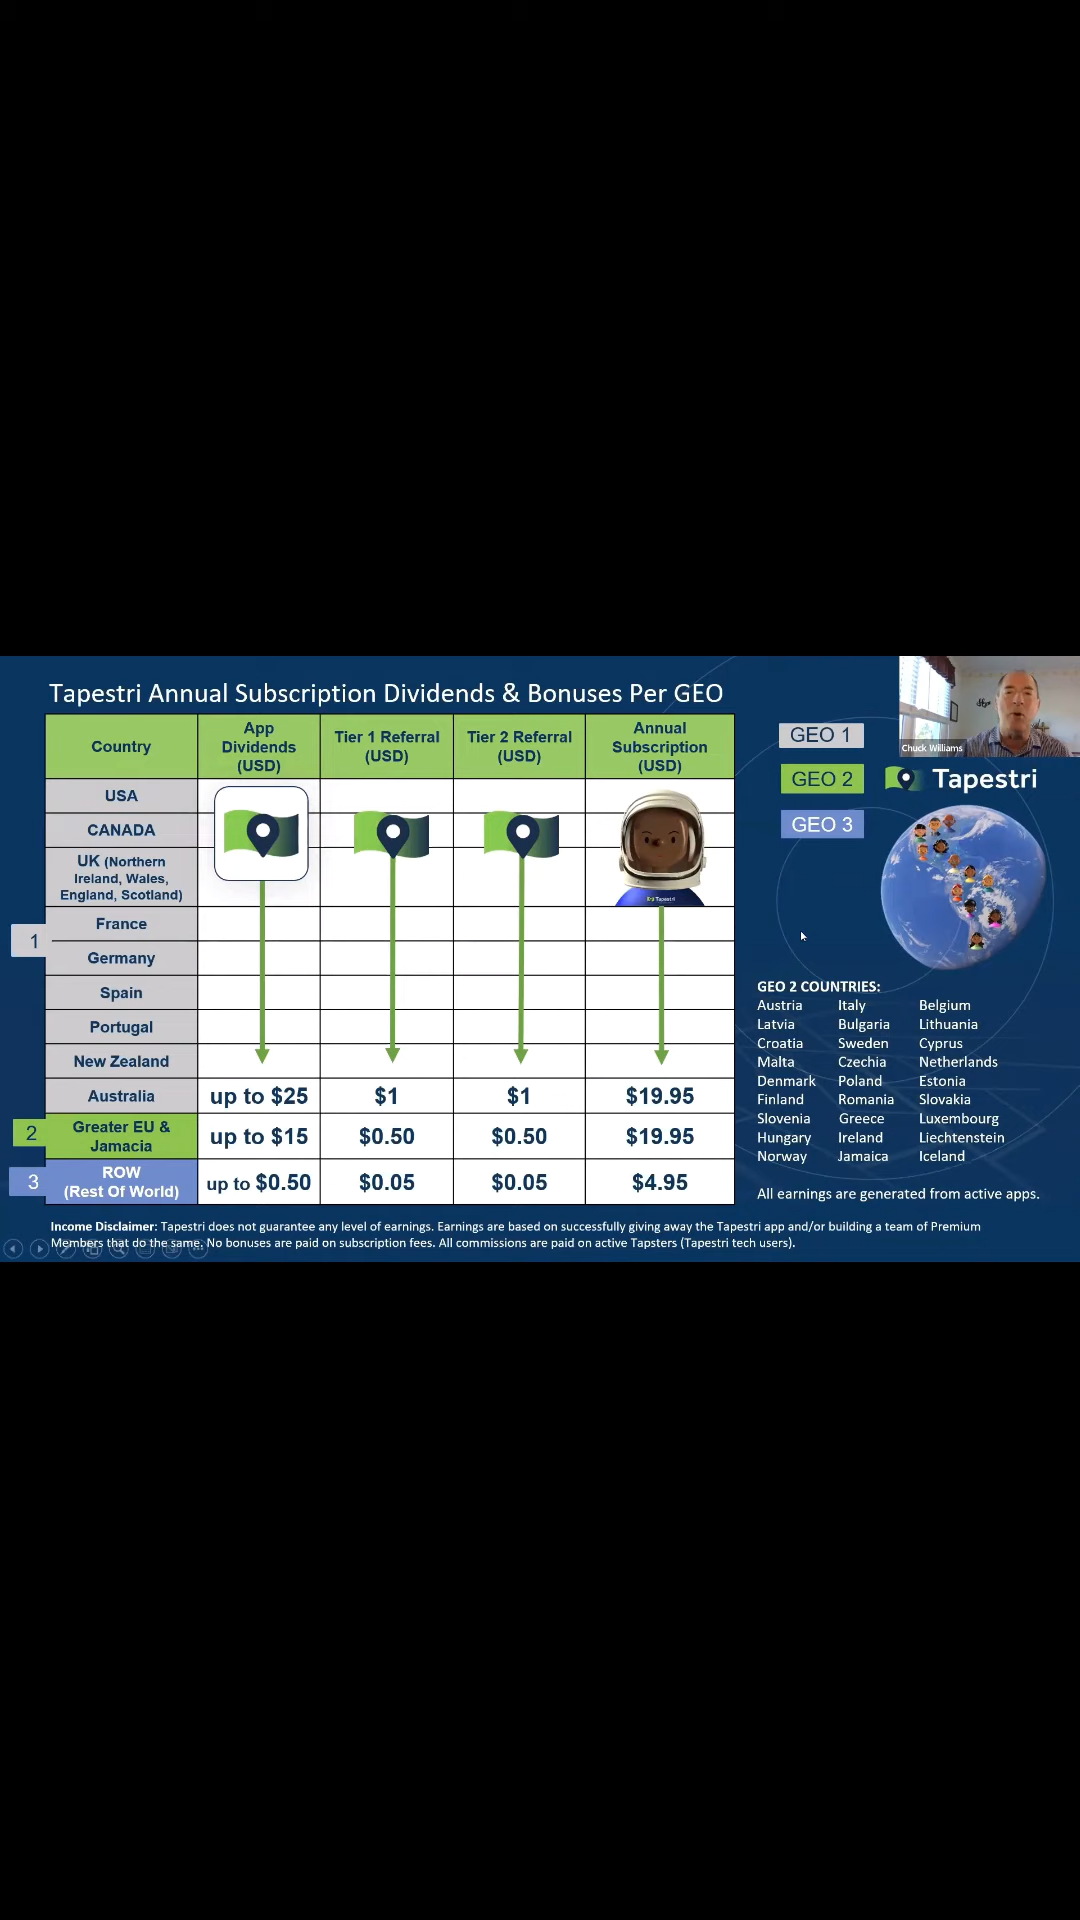 Tapestri Annual Subscription Dividends & Bonuses Per GEO
Country
App
Dividends
(USD)
Tier 1 Referral
(USD)
Tier 2 Referral
(USD)
Annual
Subscription
(USD)
USA
CANADA
UK (Northern
Ireland, Wales,
England, Scotland)
Tapestri
1
France
Germany
Spain
Portugal
New Zealand
Australia
up to $25
$1
$1
$19.95
2
Greater EU &
Jamacia
up to $15
$0.50
$0.50
$19.95
3
ROW
(Rest Of World)
up to $0.50
$0.05
$0.05
$4.95
GEO 1
GEO 2
GEO 3
Chuck Williams
Tapestri
GEO 2 COUNTRIES:
Austria Italy Belgium
Latvia Bulgaria Lithuania
Croatia Sweden Cyprus
Malta Czechia Netherlands
Denmark Poland Estonia
Finland Romania Slovakia
Slovenia Greece Luxembourg
Hungary Ireland Liechtenstein
Norway Jamaica Iceland
All earnings are generated from active apps.
Income Disclaimer: Tapestri does not guarantee any level of earnings. Earnings are based on successfully giving away the Tapestri app and/or building a team of Premium
Members that do the same. No bonuses are paid on subscription fees. All commissions are paid on active Tapsters (Tapestri tech users).